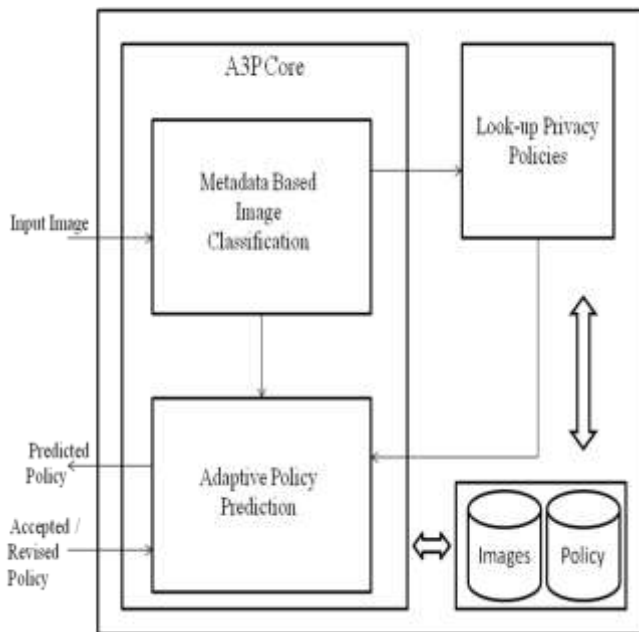 A3P Core
Look-up Privacy
Policies
Metadata Based
Image
Classification
Input Image
Predicted
Policy
Adaptive Policy
Prediction
Accepted /
Revised
Policy
Images
Policy